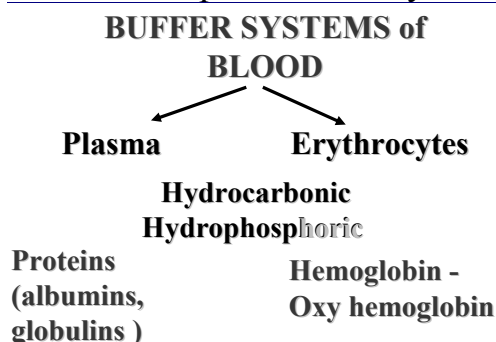 BUFFER SYSTEMS of
BLOOD
Plasma
Erythrocytes
Hydrocarbonic
Hydrophosphoric
Proteins
(albumins,
globulins )
Hemoglobin -
Oxy hemoglobin